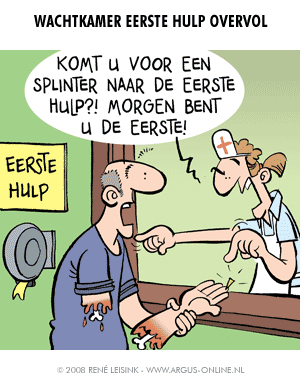 WACHTKAMER EERSTE HULP OVERVOL
KOMT U VOOR EEN
SPLINTER NAAR DE EERSTE
HULP?! MORGEN BENT
U DE EERSTE!
EERSTE
HULP
© 2008 RENÉ LEISINK - WWW.ARGUS-ONLINE.NL